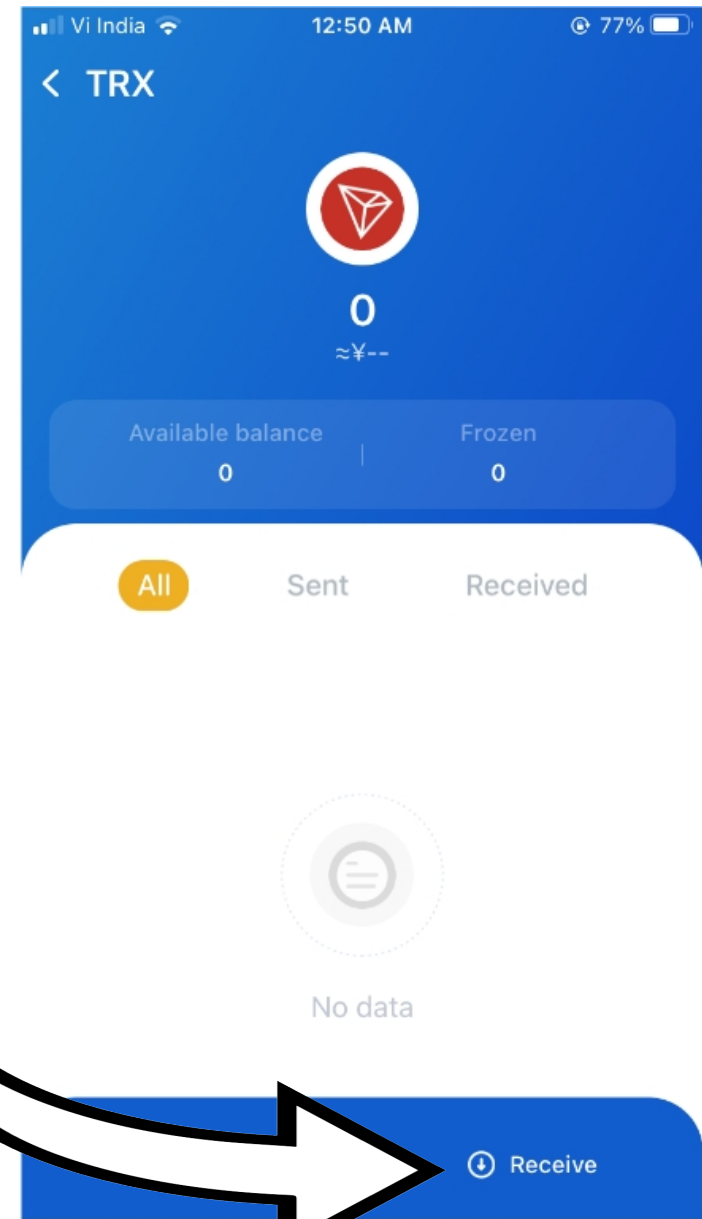 Vi India 12:50 AM 77%
TRX
0
≈¥--
Available balance Frozen
0 0
All Sent Received
No data
Receive